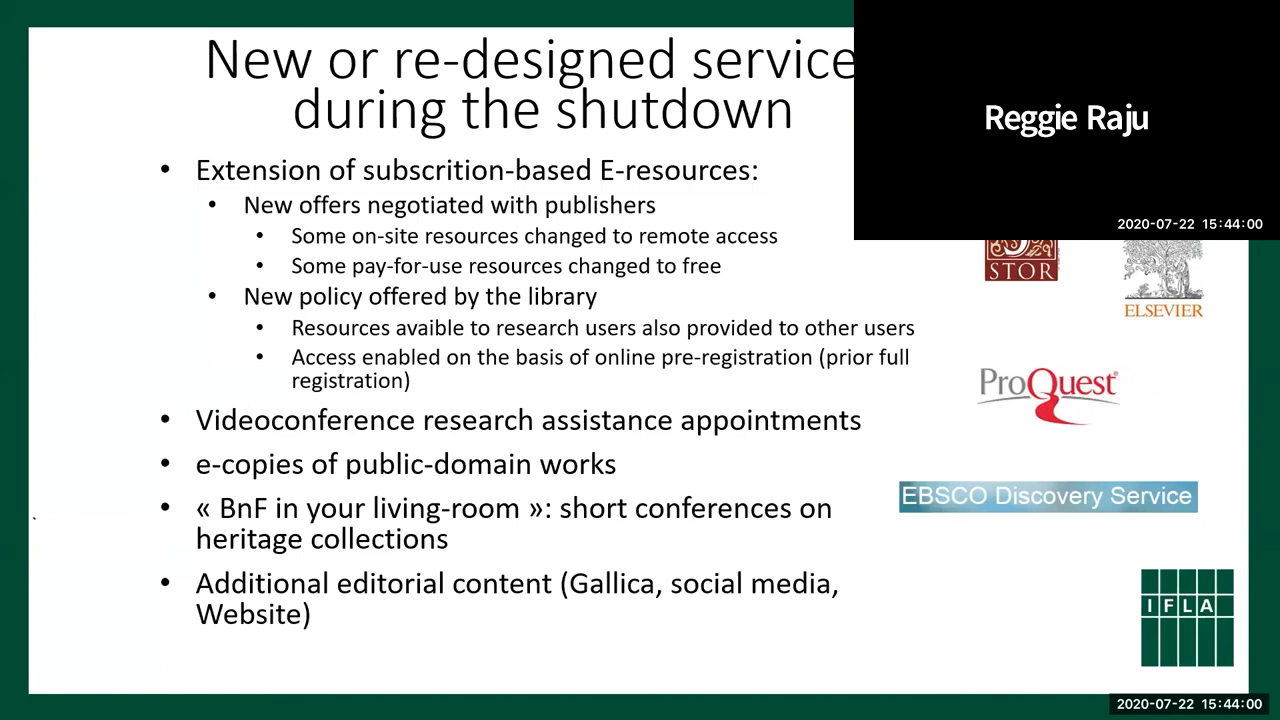 New or re-designed service
during the shutdown
• Extension of subscrition-based E-resources:
• New offers negotiated with publishers
• Some on-site resources changed to remote access
• Some pay-for-use resources changed to free
• New policy offered by the library
• Resources avaible to research users also provided to other users
• Access enabled on the basis of online pre-registration (prior full
registration)
• Videoconference research assistance appointments
• e-copies of public-domain works
• « BnF in your living-room »: short conferences on
heritage collections
• Additional editorial content (Gallica, social media,
Website)
Reggie Raju
2020-07-22 15:44:00
STOR
ELSEVIER
ProQuest®
EBSCO Discovery Service
IFLA
2020-07-22 15:44:00